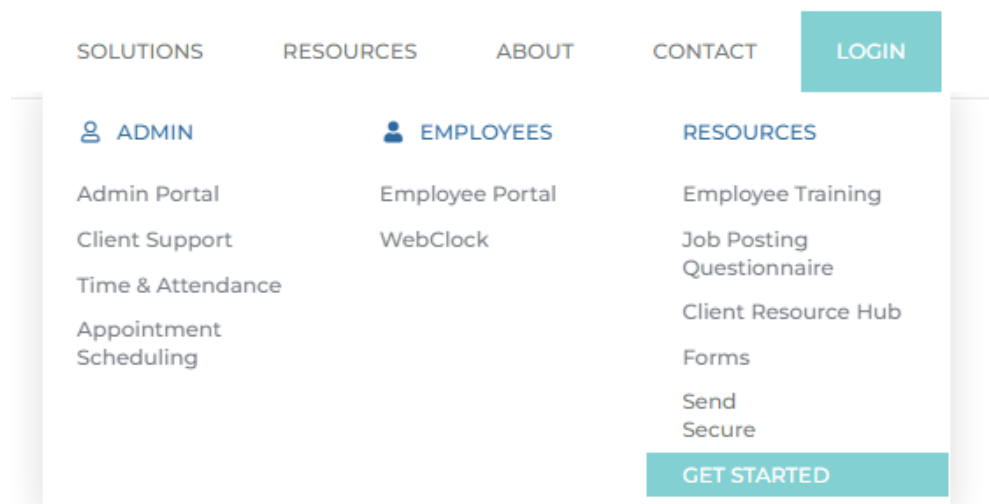 SOLUTIONS RESOURCES ABOUT CONTACT LOGIN
ADMIN
Admin Portal
Client Support
Time & Attendance
Appointment
Scheduling
EMPLOYEES
Employee Portal
WebClock
RESOURCES
Employee Training
Job Posting
Questionnaire
Client Resource Hub
Forms
Send
Secure
GET STARTED